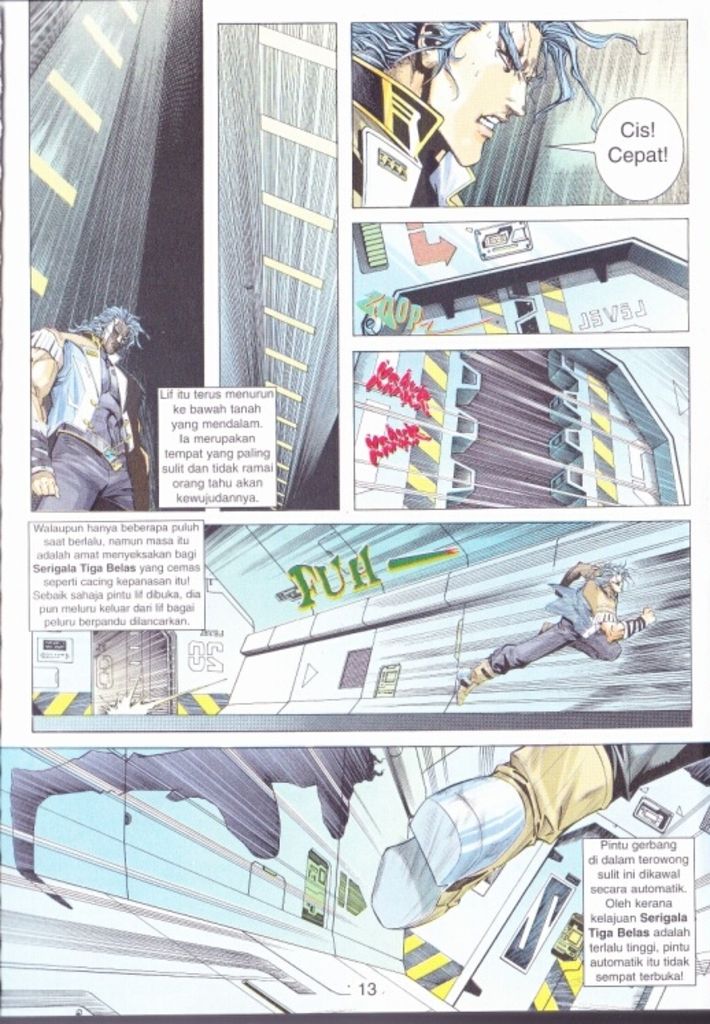 Cis!
Cepat!
Lif itu terus menurun
ke bawah tanah
yang mendalam.
Ia merupakan
tempat yang paling
sulit dan tidak ramai
orang tahu akan
kewujudannya.
LEVEL
Walaupun hanya beberapa puluh
saat berlalu, namun masa itu
adalah amat menyeksakan bagi
Serigala Tiga Belas yang cemas
seperti cacing kepanasan itu!
Sebaik sahaja pintu lif dibuka, dia
pun meluru keluar dari lif bagai
peluru berpandu dilancarkan.
FUH
Pintu gerbang
di dalam terowong
sulit ini dikawal
secara automatik.
Oleh kerana
kelajuan Serigala
Tiga Belas adalah
terlalu tinggi, pintu
automatik itu tidak
sempat terbuka!
13